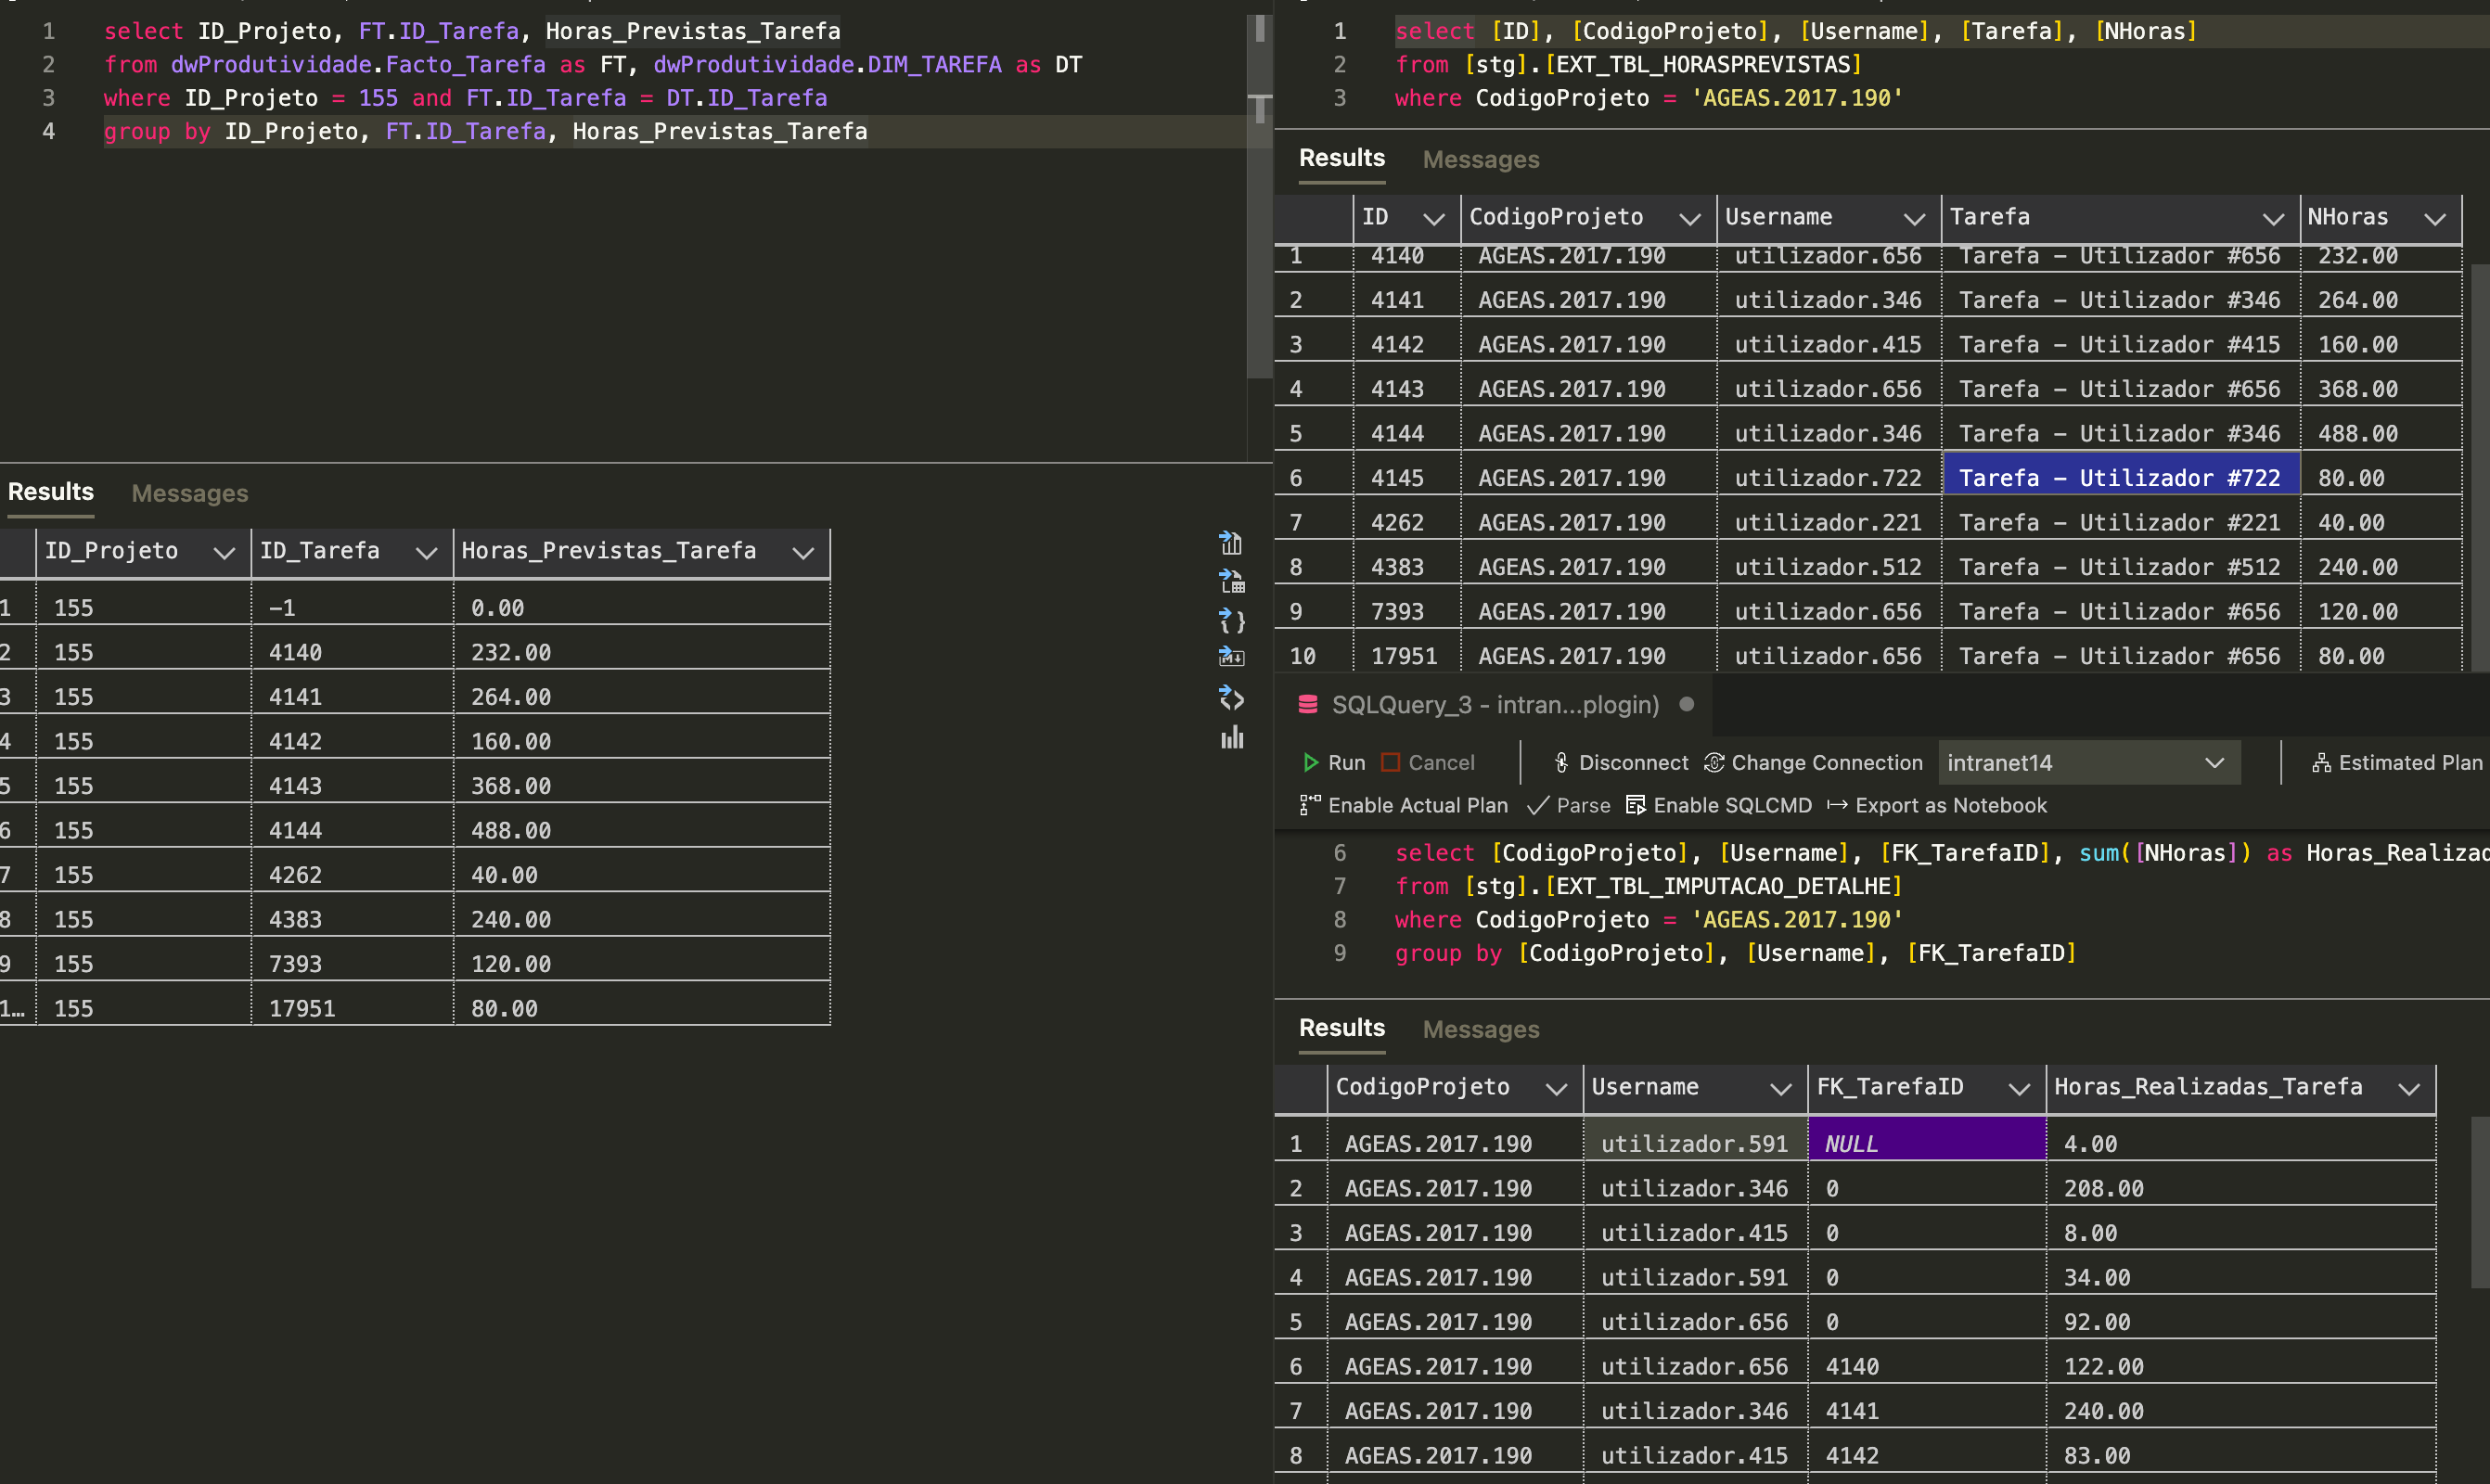 1 select ID_Projeto, FT.ID_Tarefa, Horas_Previstas_Tarefa
2 from dwProdutividade.Facto_Tarefa as FT, dwProdutividade.DIM_TAREFA as DT
3 where ID_Projeto = 155 and FT.ID_Tarefa = DT.ID_Tarefa
4 group by ID_Projeto, FT.ID_Tarefa, Horas_Previstas_Tarefa
Results Messages
ID_Projeto ID_Tarefa Horas_Previstas_Tarefa
1 155 -1 0.00
2 155 4140 232.00
3 155 4141 264.00
4 155 4142 160.00
5 155 4143 368.00
6 155 4144 488.00
7 155 4262 40.00
8 155 4383 240.00
9 155 7393 120.00
1… 155 17951 80.00
1 select [ID], [CodigoProjeto], [Username], [Tarefa], [NHoras]
2 from [stg].[EXT_TBL_HORASPREVISTAS]
3 where CodigoProjeto = 'AGEAS.2017.190'
Results Messages
ID CodigoProjeto Username Tarefa NHoras
1 4140 AGEAS.2017.190 utilizador.656 Tarefa - Utilizador #656 232.00
2 4141 AGEAS.2017.190 utilizador.346 Tarefa - Utilizador #346 264.00
3 4142 AGEAS.2017.190 utilizador.415 Tarefa - Utilizador #415 160.00
4 4143 AGEAS.2017.190 utilizador.656 Tarefa - Utilizador #656 368.00
5 4144 AGEAS.2017.190 utilizador.346 Tarefa - Utilizador #346 488.00
6 4145 AGEAS.2017.190 utilizador.722 Tarefa - Utilizador #722 80.00
7 4262 AGEAS.2017.190 utilizador.221 Tarefa - Utilizador #221 40.00
8 4383 AGEAS.2017.190 utilizador.512 Tarefa - Utilizador #512 240.00
9 7393 AGEAS.2017.190 utilizador.656 Tarefa - Utilizador #656 120.00
10 17951 AGEAS.2017.190 utilizador.656 Tarefa - Utilizador #656 80.00
SQLQuery_3 - intran...plogin)
Run Cancel Disconnect Change Connection intranet14 Estimated Plan
Enable Actual Plan Parse Enable SQLCMD Export as Notebook
6 select [CodigoProjeto], [Username], [FK_TarefaID], sum([NHoras]) as Horas_Realizad
7 from [stg].[EXT_TBL_IMPUTACAO_DETALHE]
8 where CodigoProjeto = 'AGEAS.2017.190'
9 group by [CodigoProjeto], [Username], [FK_TarefaID]
Results Messages
CodigoProjeto Username FK_TarefaID Horas_Realizadas_Tarefa
1 AGEAS.2017.190 utilizador.591 NULL 4.00
2 AGEAS.2017.190 utilizador.346 0 208.00
3 AGEAS.2017.190 utilizador.415 0 8.00
4 AGEAS.2017.190 utilizador.591 0 34.00
5 AGEAS.2017.190 utilizador.656 0 92.00
6 AGEAS.2017.190 utilizador.656 4140 122.00
7 AGEAS.2017.190 utilizador.346 4141 240.00
8 AGEAS.2017.190 utilizador.415 4142 83.00